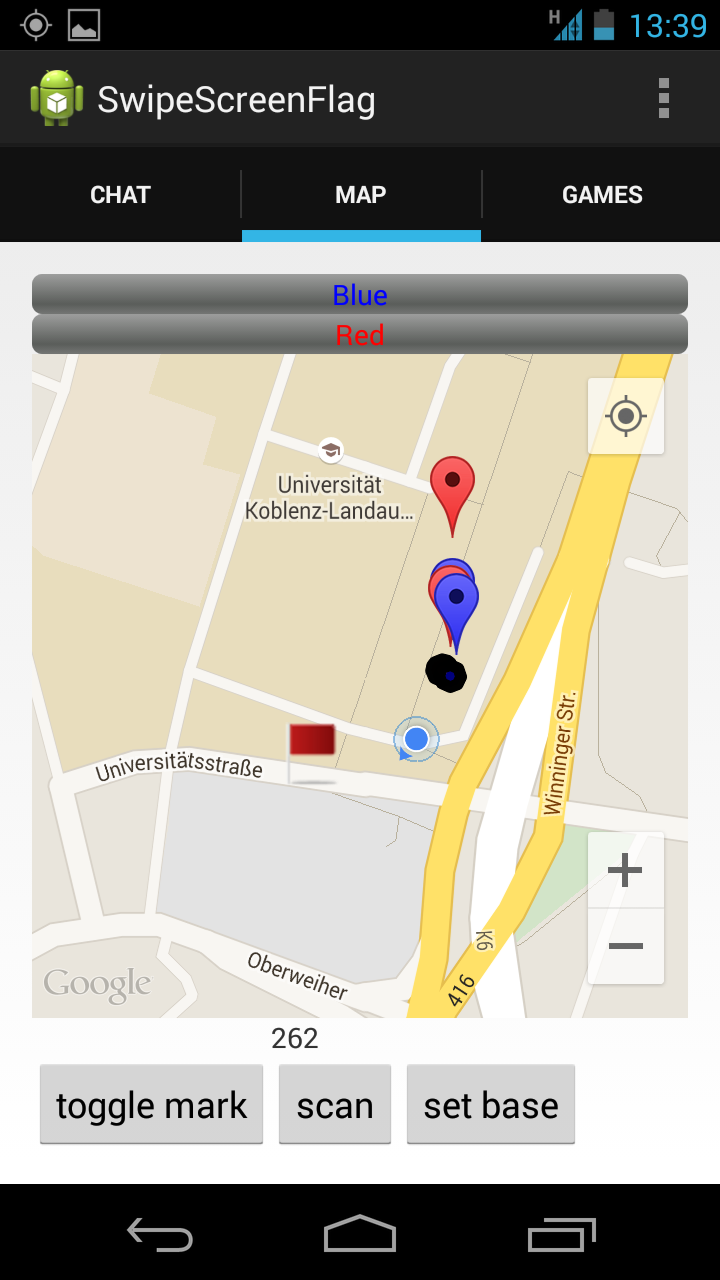 H
13:39
SwipeScreenFlag
CHAT
MAP
GAMES
Blue
Red
Universität
Koblenz-Landau...
Universitätsstraße
Winninger Str.
K6
Oberweiher
416
Google
262
toggle mark
scan
set base